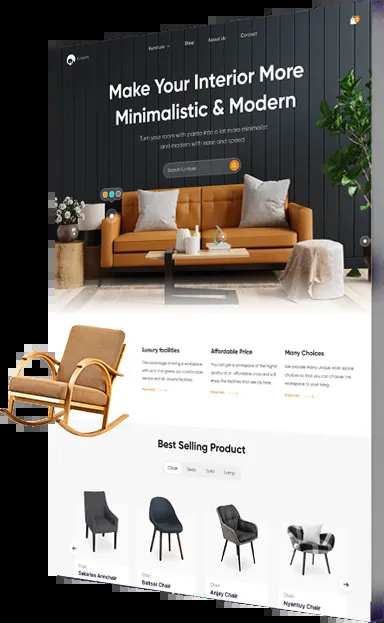 Furniture
Shop
About Us
Contact
Make Your Interior More
Minimalistic & Modern
Turn your room with panto into a lot more minimalist
and modern with ease and speed
Search furniture
Luxury facilities
Affordable Price
Many Choices
The advantage of hiring a workspace
with us is that gives you comfortable
service and all-around facilities.
You can get a workspace of the highest
quality at an affordable price and still
enjoy the facilities that are only here.
We provide many unique work space
choices so that you can choose the
workspace to your liking.
More Info
More Info
More Info
Best Selling Product
Chair
Beds
Sofa
Lamp
Chair
Sakarias Armchair
Chair
Baltsar Chair
Chair
Anjay Chair
Chair
Nyantuy Chair